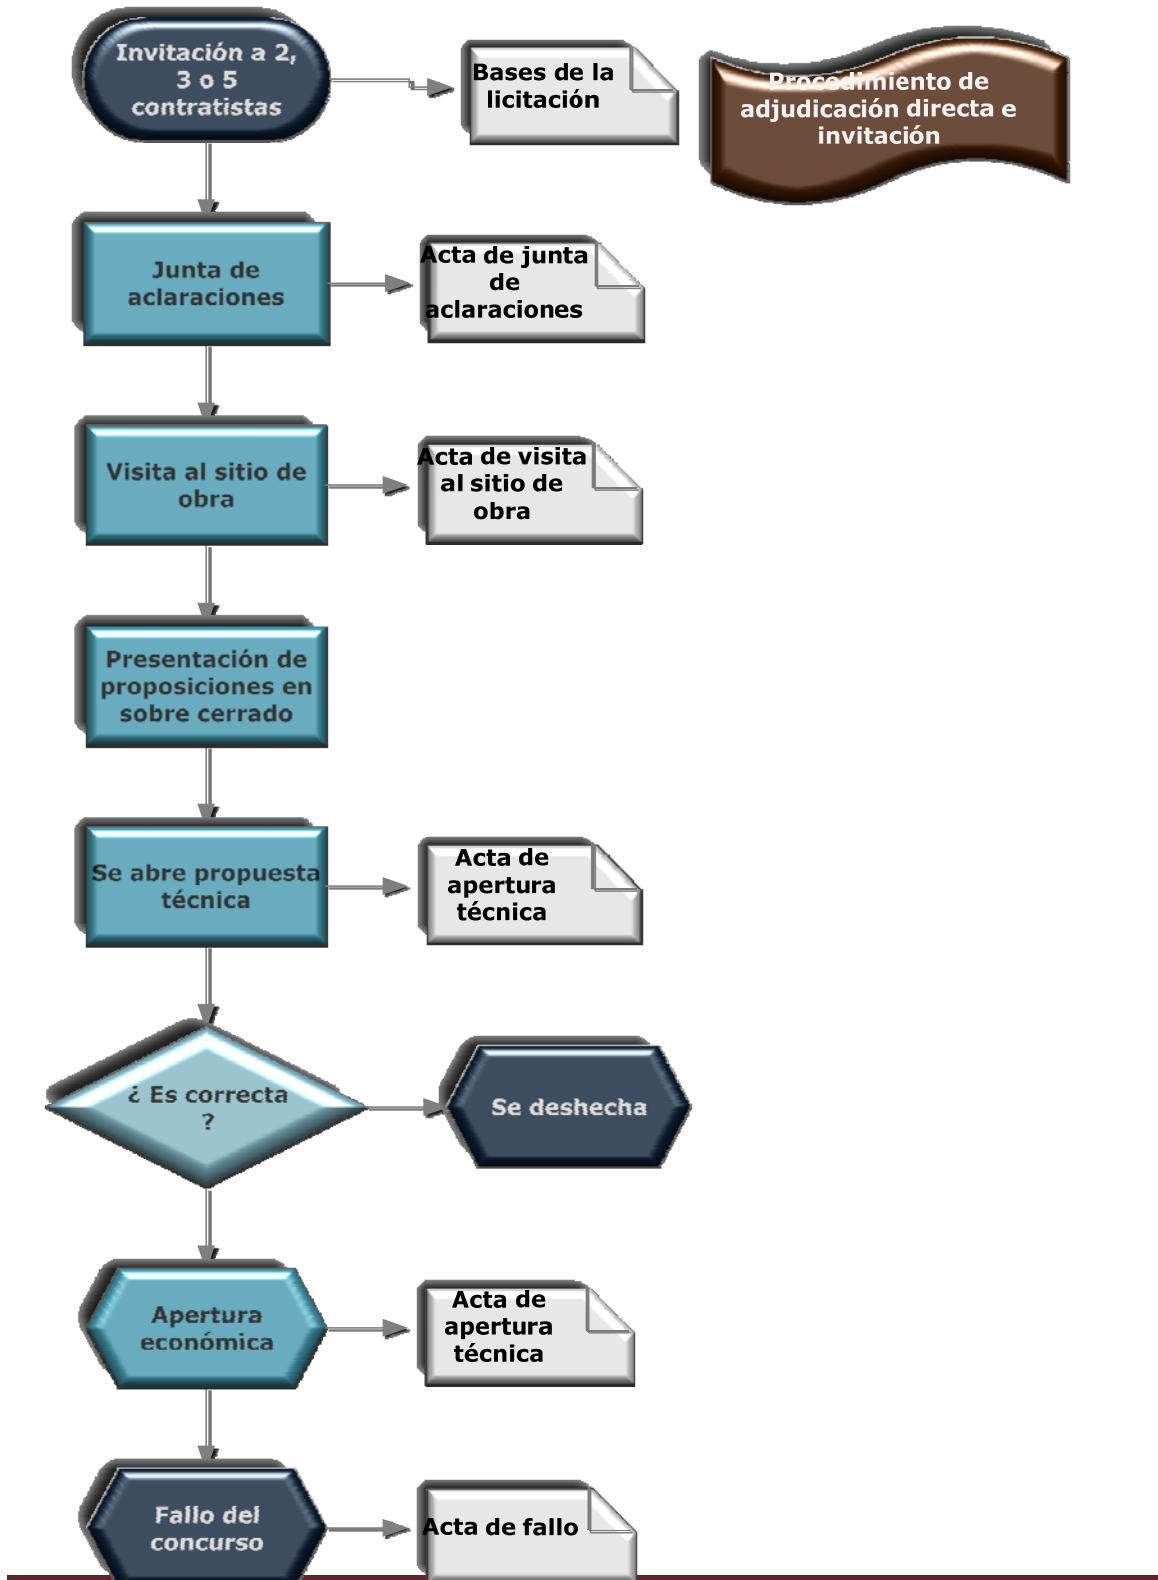 Invitación a 2,
3 o 5
contratistas
Bases de la
licitación
Procedimiento de
adjudicación directa e
invitación
Junta de
aclaraciones
Acta de junta
de
aclaraciones
Visita al sitio de
obra
Acta de visita
al sitio de
obra
Presentación de
proposiciones en
sobre cerrado
Se abre propuesta
técnica
Acta de
apertura
técnica
¿ Es correcta
?
Se deshecha
Apertura
económica
Acta de
apertura
técnica
Fallo del
concurso
Acta de fallo